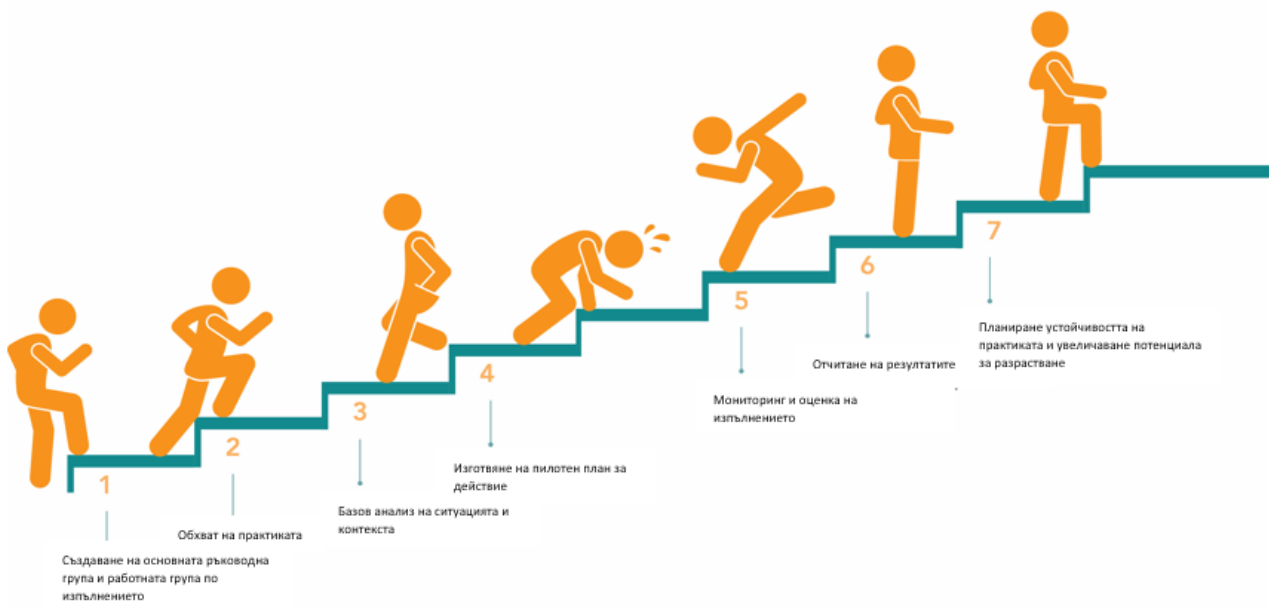 1
Създаване на основната ръководна
група и работната група по
изпълнението
2
Обхват на практиката
3
Базов анализ на ситуацията и
контекста
4
Изготвяне на пилотен план за
действие
5
Мониторинг и оценка на
изпълнението
6
Отчитане на резултатите
7
Планиране устойчивостта на
практиката и увеличаване потенциала
за разрастване